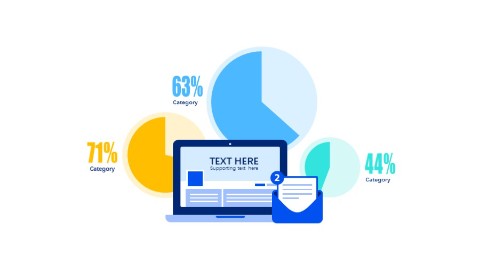 63%
Category
71%
Category
TEXT HERE
Supporting text here
2
44%
Category